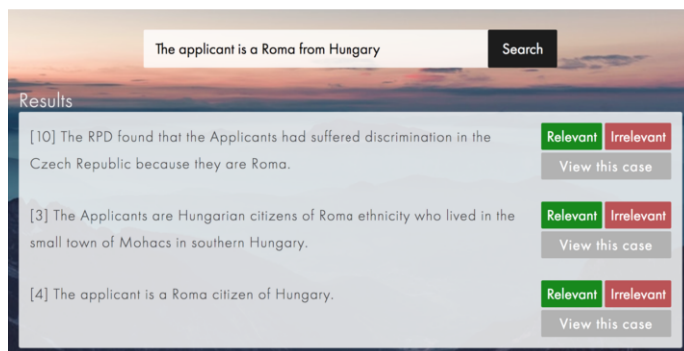 The applicant is a Roma from Hungary Search
Results
[10] The RPD found that the Applicants had suffered discrimination in the Relevant Irrelevant
Czech Republic because they are Roma. View this case
[3] The Applicants are Hungarian citizens of Roma ethnicity who lived in the Relevant Irrelevant
small town of Mohacs in southern Hungary. View this case
[4] The applicant is a Roma citizen of Hungary. Relevant Irrelevant
View this case